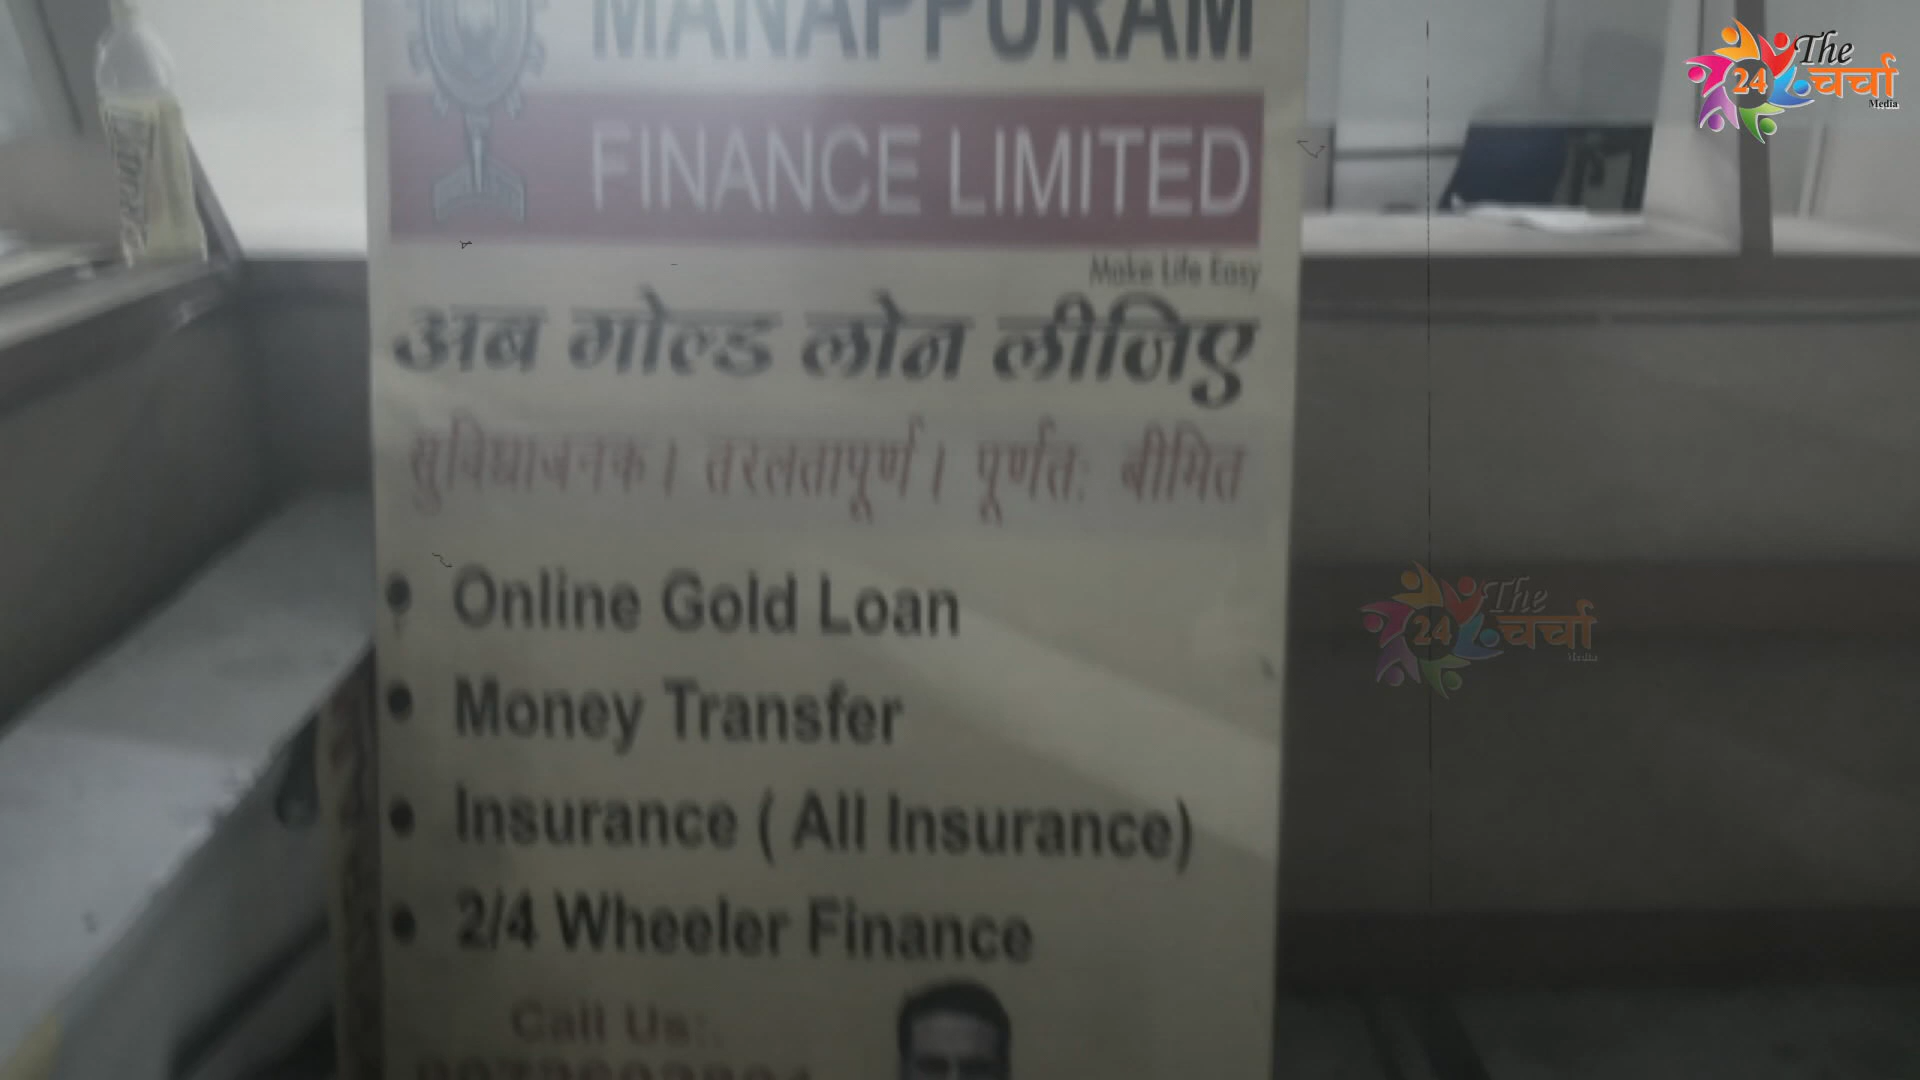 MANAPPURAM
FINANCE LIMITED
Make Life Easy
अब गोल्ड लोन लीजिए
सुविधाजनक। तरलतापूर्ण। पूर्णतः बीमित
• Online Gold Loan
• Money Transfer
• Insurance ( All Insurance)
• 2/4 Wheeler Finance
Call Us:
The
24 चर्चा
Media
The
24 चर्चा
Media